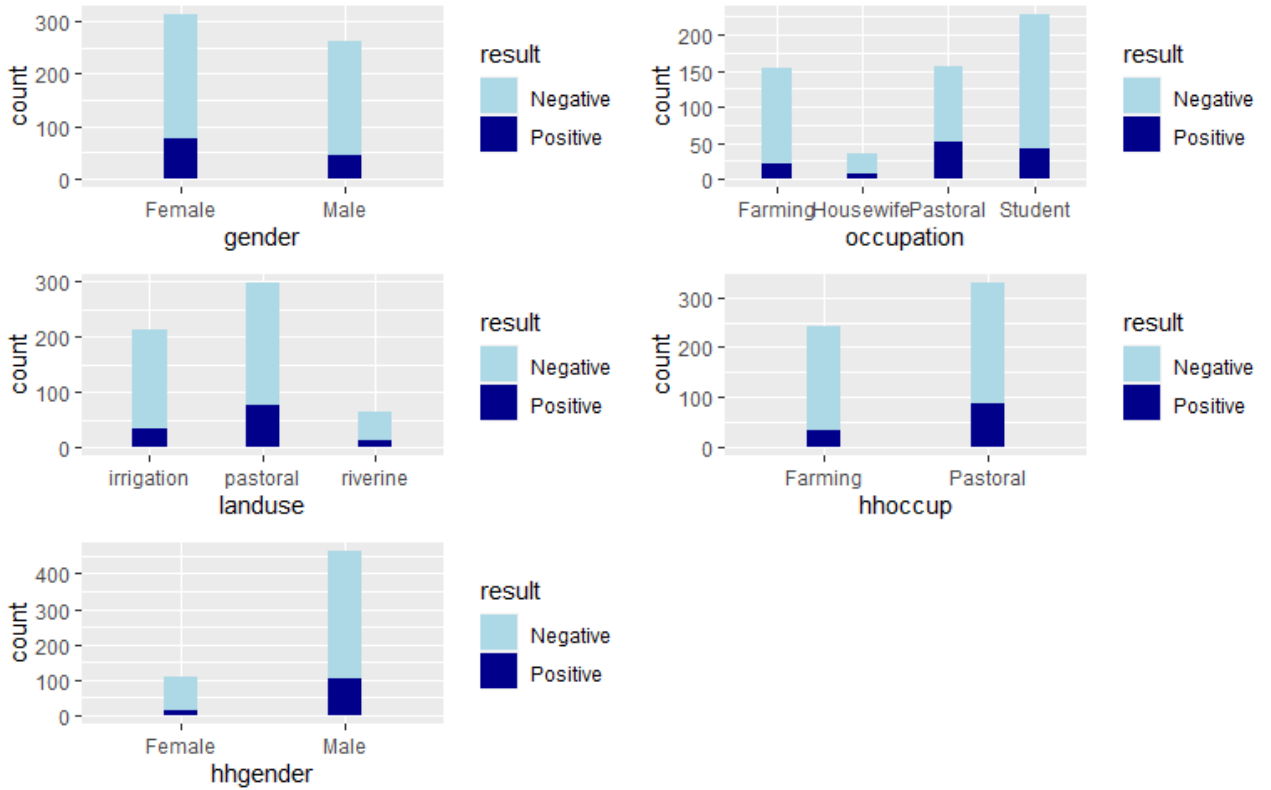 count
300
200
100
0
Female Male
gender
result
Negative
Positive
count
200
150
100
50
0
Farming Housewife Pastoral Student
occupation
result
Negative
Positive
count
300
200
100
0
irrigation pastoral riverine
landuse
result
Negative
Positive
count
300
200
100
0
Farming Pastoral
hhoccup
result
Negative
Positive
count
400
300
200
100
0
Female Male
hhgender
result
Negative
Positive